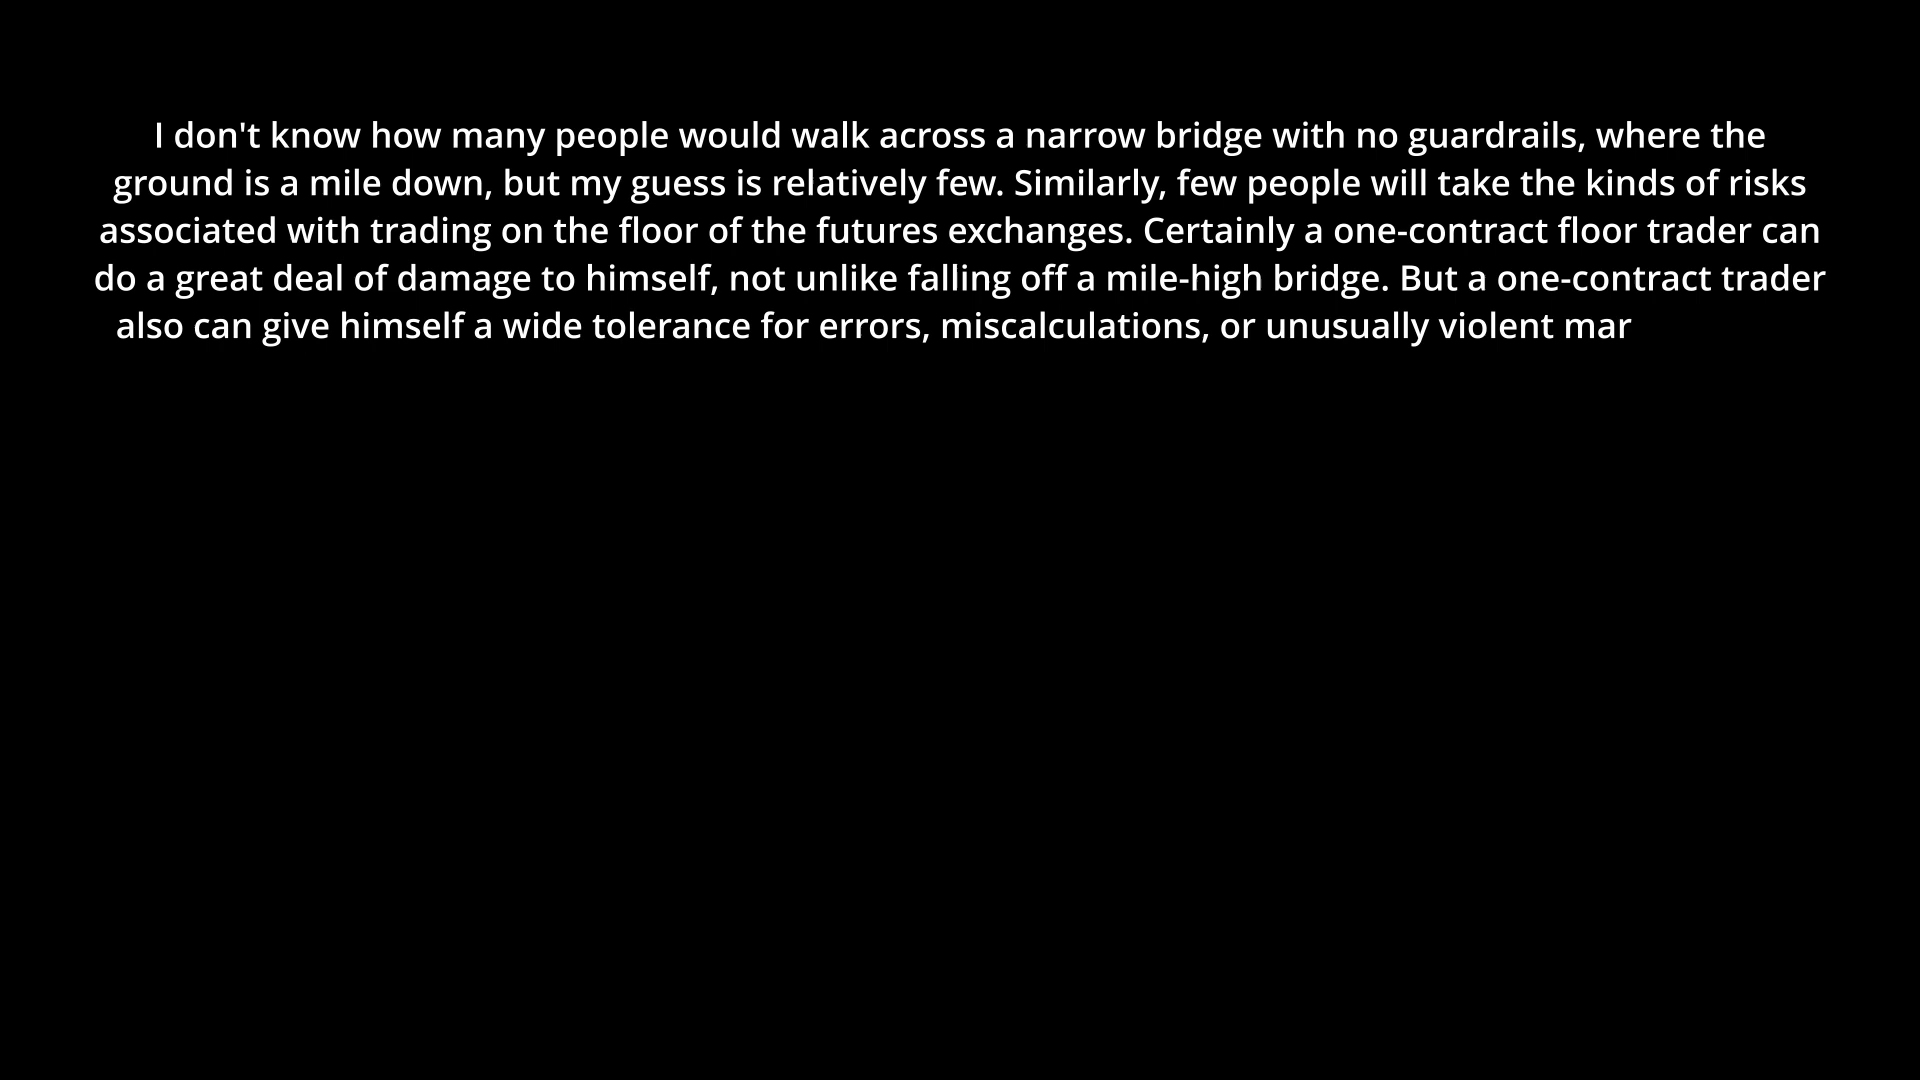 I don't know how many people would walk across a narrow bridge with no guardrails, where the
ground is a mile down, but my guess is relatively few. Similarly, few people will take the kinds of risks
associated with trading on the floor of the futures exchanges. Certainly a one-contract floor trader can
do a great deal of damage to himself, not unlike falling off a mile-high bridge. But a one-contract trader
also can give himself a wide tolerance for errors, miscalculations, or unusually violent mar